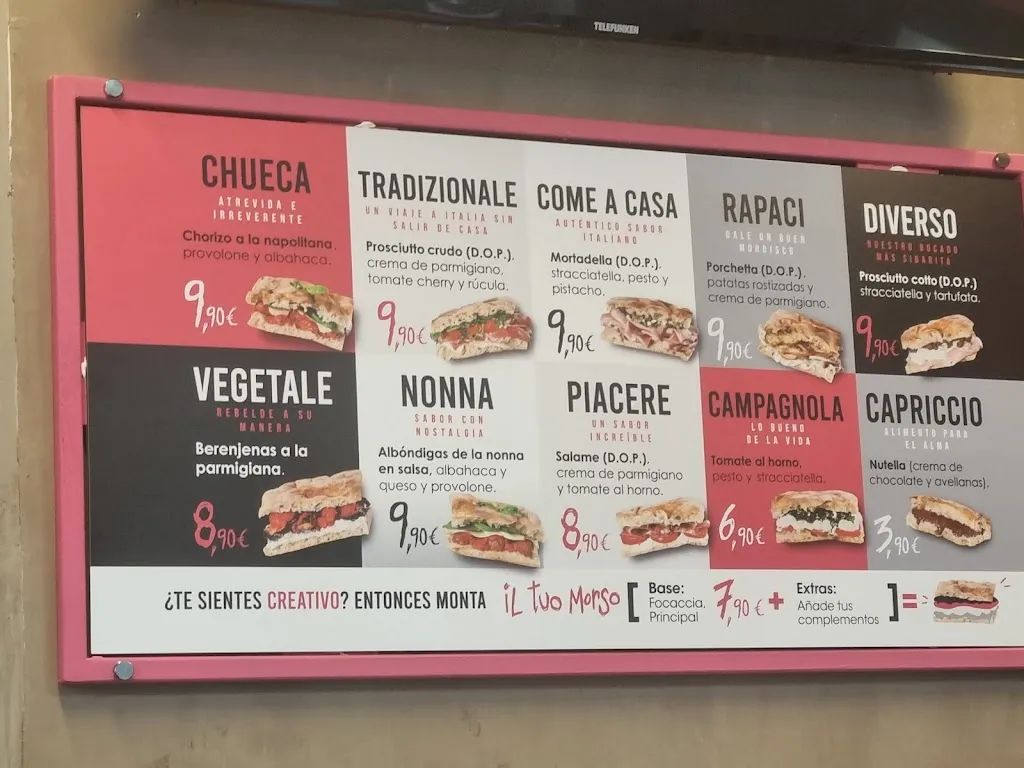 TELEFUNKEN
CHUECA
ATREVIDA E
IRREVERENTE
Chorizo a la napolitana,
provolone y albahaca.
9,90€
TRADIZIONALE
UN VIAJE A ITALIA SIN
SALIR DE CASA
Prosciutto crudo (D.O.P.),
crema de parmigiano,
tomate cherry y rúcula.
9,90€
COME A CASA
AUTÉNTICO SABOR
ITALIANO
Mortadella (D.O.P.),
stracciatella, pesto y
pistacho.
9,90€
RAPACI
DALE UN BUEN
MORDISCO
Porchetta (D.O.P.),
patatas rostizadas y
crema de parmigiano.
9,90€
DIVERSO
NUESTRO BOCADO
MÁS SIBARITA
Prosciutto cotto (D.O.P.)
stracciatella y tartufata.
9,90€
VEGETALE
REBELDE A SU
MANERA
Berenjenas a la
parmigiana.
8,90€
NONNA
SABOR CON
NOSTALGIA
Albóndigas de la nonna
en salsa, albahaca y
queso y provolone.
9,90€
PIACERE
UN SABOR
INCREÍBLE
Salame (D.O.P.),
crema de parmigiano
y tomate al horno.
8,90€
CAMPAGNOLA
LO BUENO
DE LA VIDA
Tomate al horno,
pesto y stracciatella.
6,90€
CAPRICCIO
ALIMENTO PARA
EL ALMA
Nutella (crema de
chocolate y avellanas).
3,90€
¿TE SIENTES CREATIVO? ENTONCES MONTA iL Tuo Morso [ Base: Focaccia, Principal 7,90€ + Extras: Añade tus complementos ] =